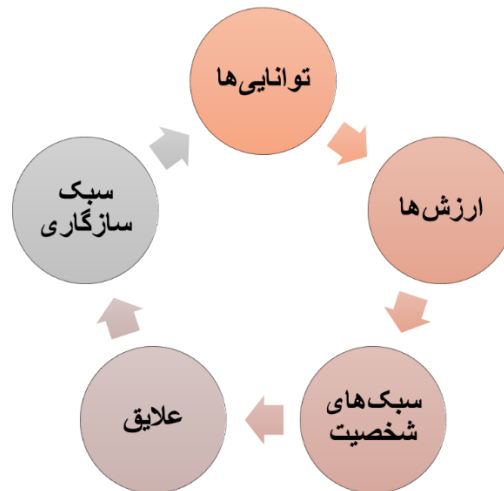 توانایی‌ها
ارزش‌ها
سبک‌های
شخصیت
علایق
سبک
سازگاری